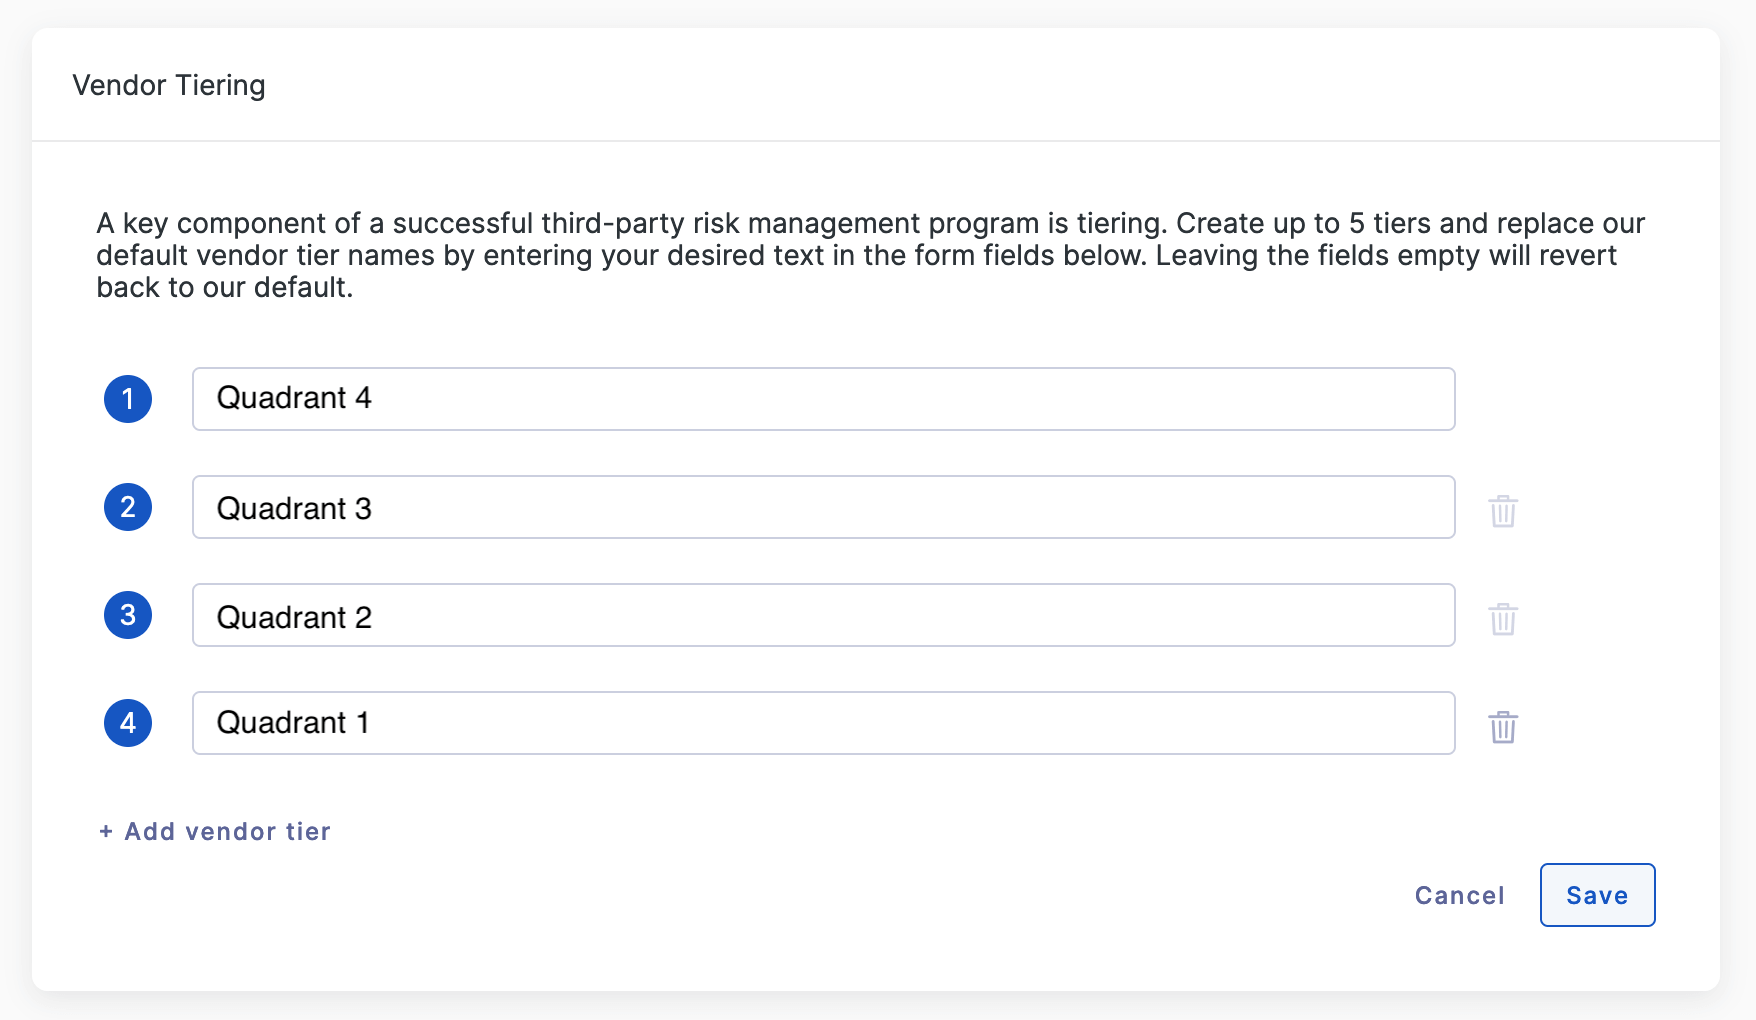 Vendor Tiering
A key component of a successful third-party risk management program is tiering. Create up to 5 tiers and replace our
default vendor tier names by entering your desired text in the form fields below. Leaving the fields empty will revert
back to our default.
1 Quadrant 4
2 Quadrant 3
3 Quadrant 2
4 Quadrant 1
+ Add vendor tier
Cancel Save